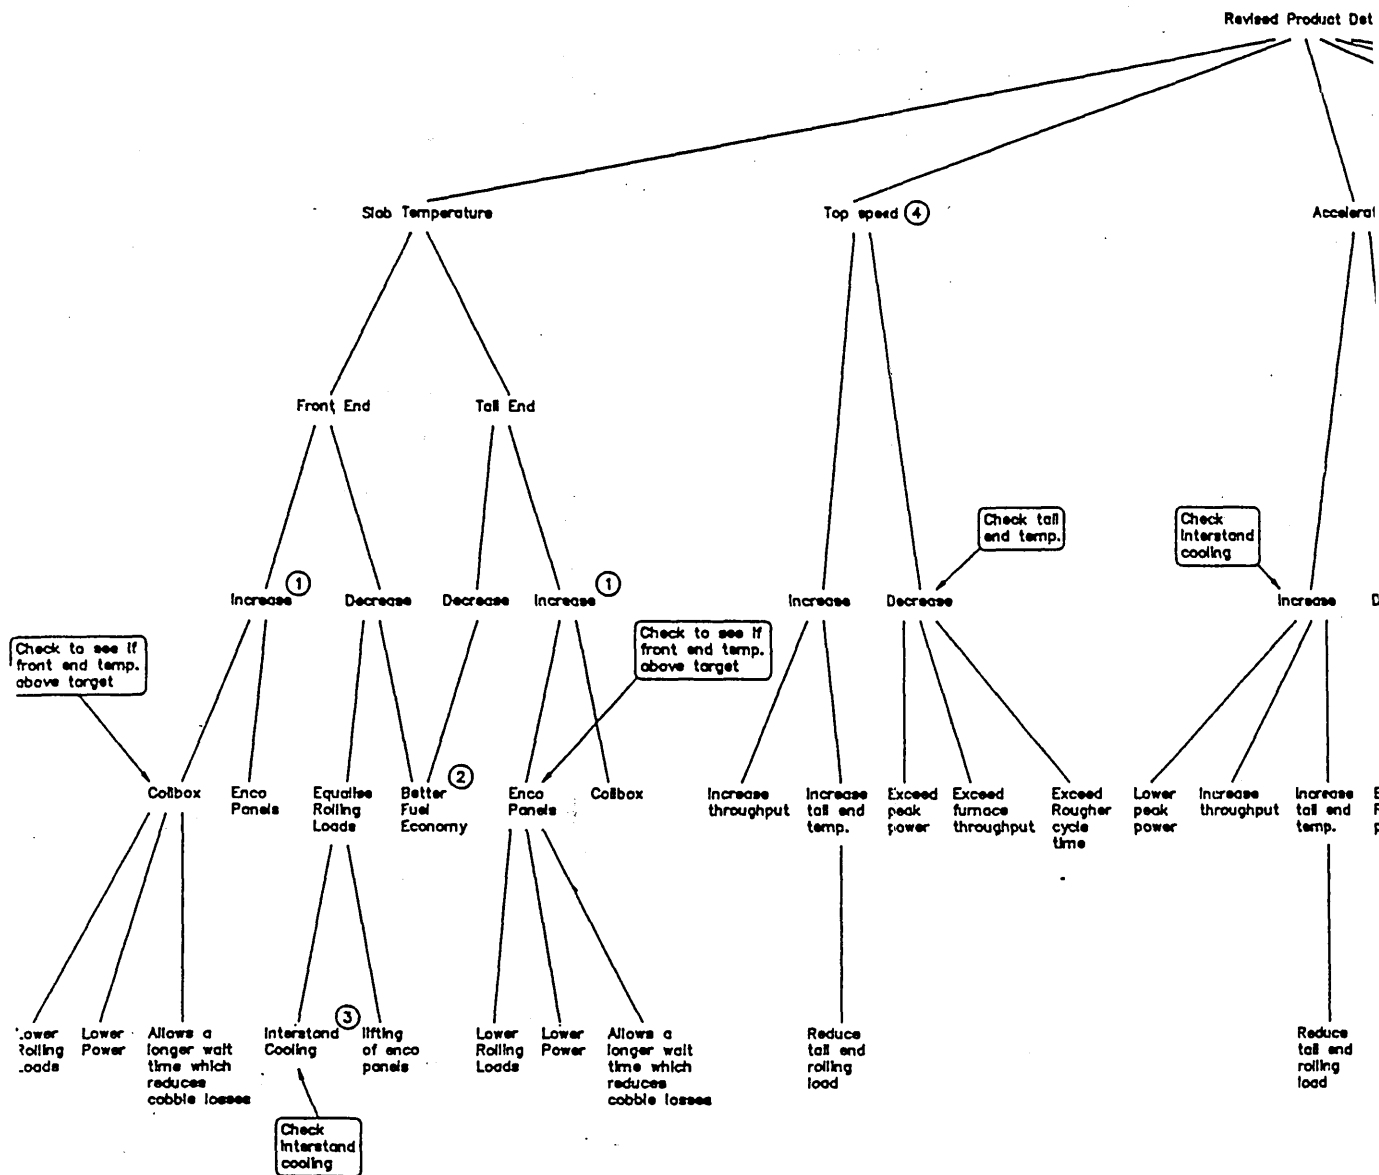 Revised Product Det
Slab Temperature
Top speed 4
Accelerat
Front End
Tail End
Check tail
end temp.
Check
Interstand
cooling
Increase 1
Decrease
Decrease
Increase 1
Increase
Decrease
Increase
D
Check to see if
front end temp.
above target
Check to see if
front end temp.
above target
Coilbox
Enco
Panels
Equalise
Rolling
Loads
Better 2
Fuel
Economy
Enco
Panels
Coilbox
Increase
throughput
Increase
tail end
temp.
Exceed
peak
power
Exceed
furnace
throughput
Exceed
Rougher
cycle
time
Lower
peak
power
Increase
throughput
Increase
tail end
temp.
Lower
Rolling
Loads
Lower
Power
Allows a
longer wait
time which
reduces
cobble losses
Interstand 3
Cooling
lifting
of enco
panels
Lower
Rolling
Loads
Lower
Power
Allows a
longer wait
time which
reduces
cobble losses
Reduce
tail end
rolling
load
Reduce
tail end
rolling
load
Check
Interstand
cooling